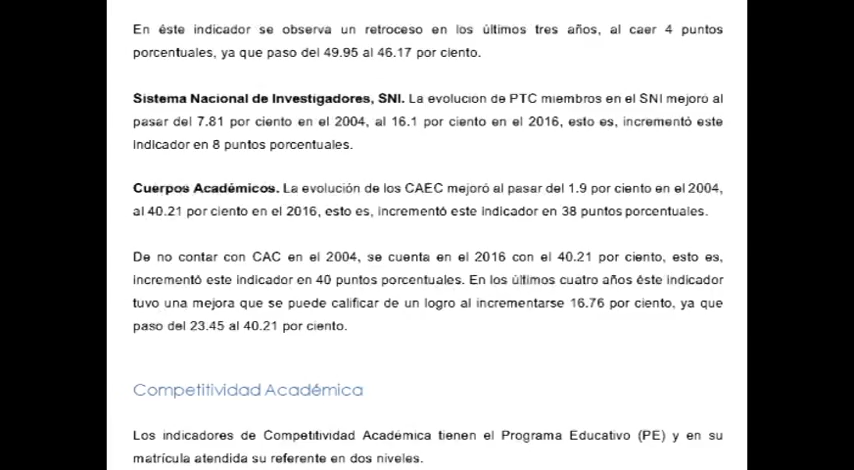 En éste indicador se observa un retroceso en los últimos tres años, al caer 4 puntos
porcentuales, ya que paso del 49.95 al 46.17 por ciento.
Sistema Nacional de Investigadores, SNI. La evolución de PTC miembros en el SNI mejoró al
pasar del 7.81 por ciento en el 2004, al 16.1 por ciento en el 2016, esto es, incrementó este
indicador en 8 puntos porcentuales.
Cuerpos Académicos. La evolución de los CAEC mejoró al pasar del 1.9 por ciento en el 2004,
al 40.21 por ciento en el 2016, esto es, incrementó este indicador en 38 puntos porcentuales.
De no contar con CAC en el 2004, se cuenta en el 2016 con el 40.21 por ciento, esto es,
incrementó este indicador en 40 puntos porcentuales. En los últimos cuatro años éste indicador
tuvo una mejora que se puede calificar de un logro al incrementarse 16.76 por ciento, ya que
paso del 23.45 al 40.21 por ciento.
Competitividad Académica
Los indicadores de Competitividad Académica tienen el Programa Educativo (PE) y en su
matrícula atendida su referente en dos niveles.